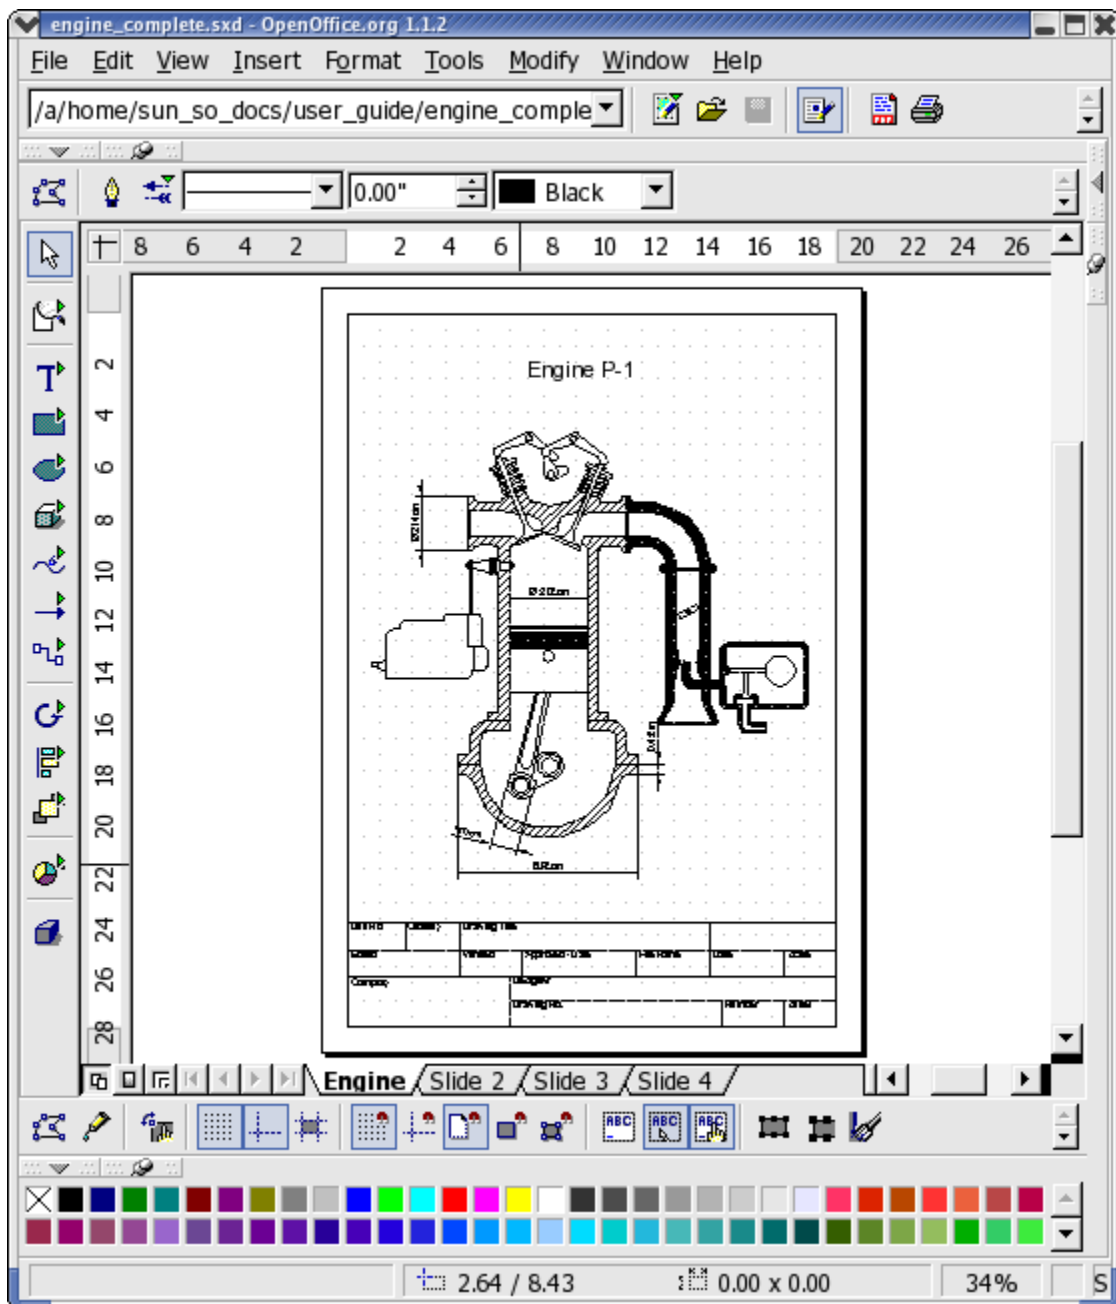 engine_complete.sxd - OpenOffice.org 1.1.2
File Edit View Insert Format Tools Modify Window Help
/a/home/sun_so_docs/user_guide/engine_comple
0.00" Black
8 6 4 2 2 4 6 8 10 12 14 16 18 20 22 24 26
2
4
6
8
10
12
14
16
18
20
22
24
26
28
Engine P-1
Engine Slide 2 Slide 3 Slide 4
ABC ABC ABC
2.64 / 8.43 0.00 x 0.00 34% S